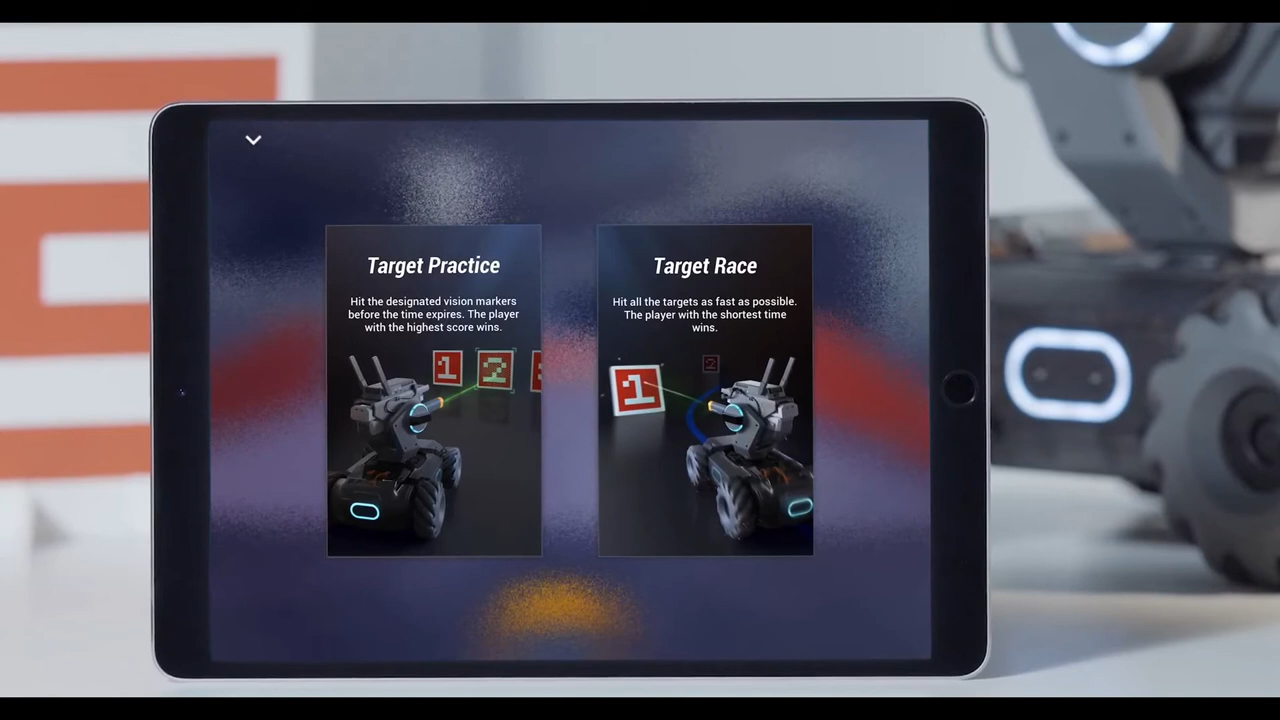 Target Practice
Hit the designated vision markers
before the time expires. The player
with the highest score wins.
1 2
Target Race
Hit all the targets as fast as possible.
The player with the shortest time
wins.
1 2